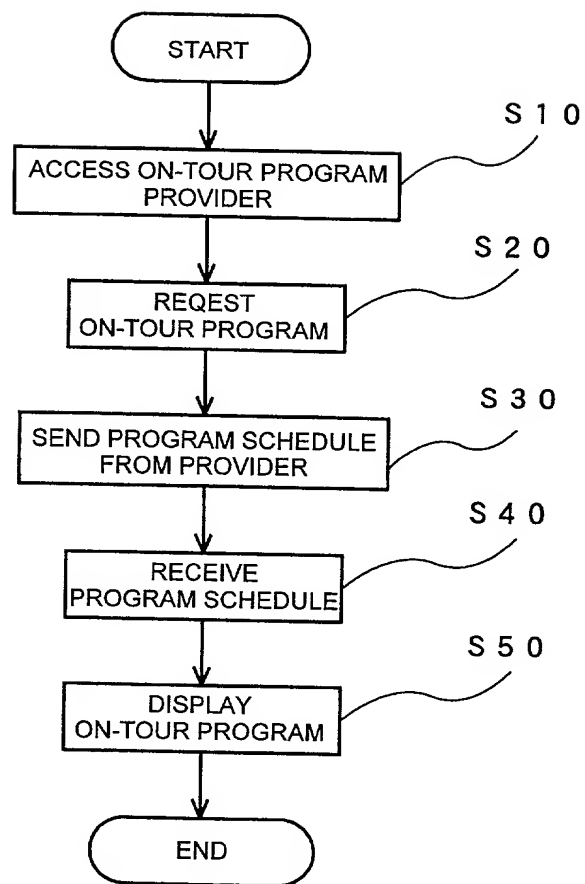 START
S10
ACCESS ON-TOUR PROGRAM
PROVIDER
S20
REQEST
ON-TOUR PROGRAM
S30
SEND PROGRAM SCHEDULE
FROM PROVIDER
S40
RECEIVE
PROGRAM SCHEDULE
S50
DISPLAY
ON-TOUR PROGRAM
END